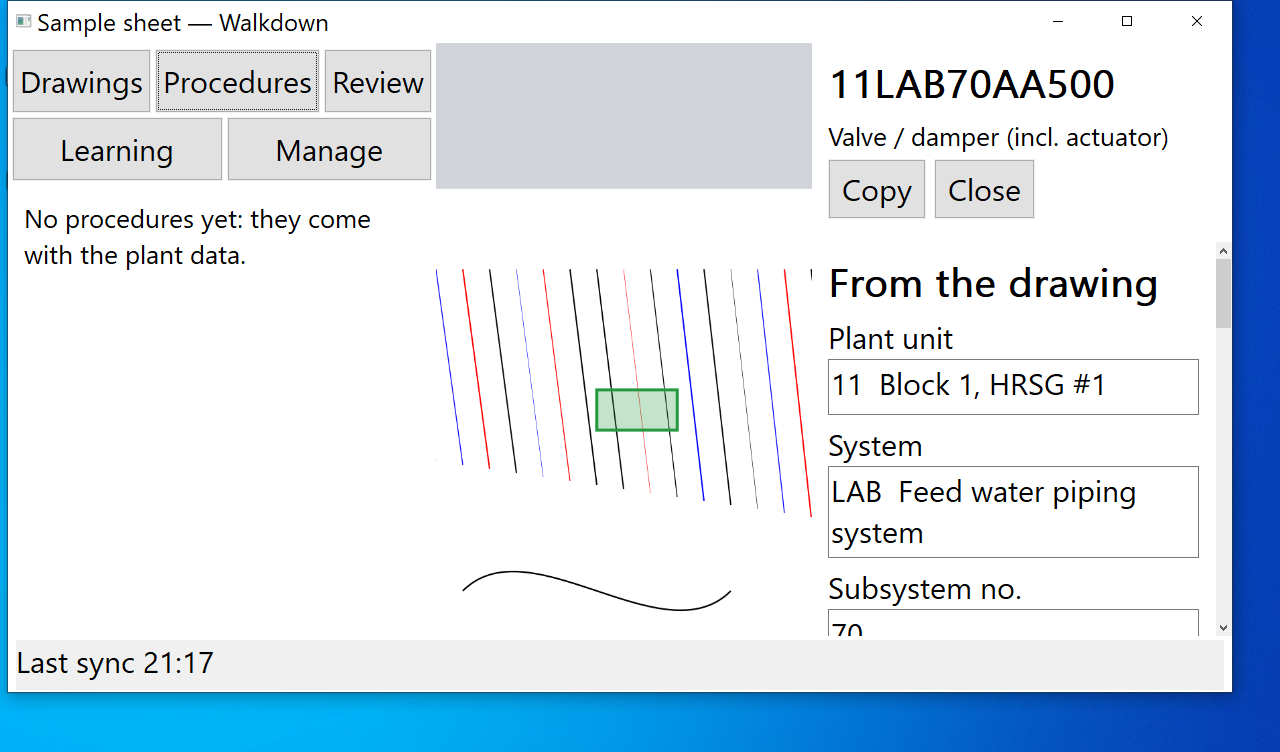 Sample sheet — Walkdown
Drawings
Procedures
Review
Learning
Manage
No procedures yet: they come
with the plant data.
11LAB70AA500
Valve / damper (incl. actuator)
Copy
Close
From the drawing
Plant unit
11  Block 1, HRSG #1
System
LAB  Feed water piping
system
Subsystem no.
70
Last sync 21:17